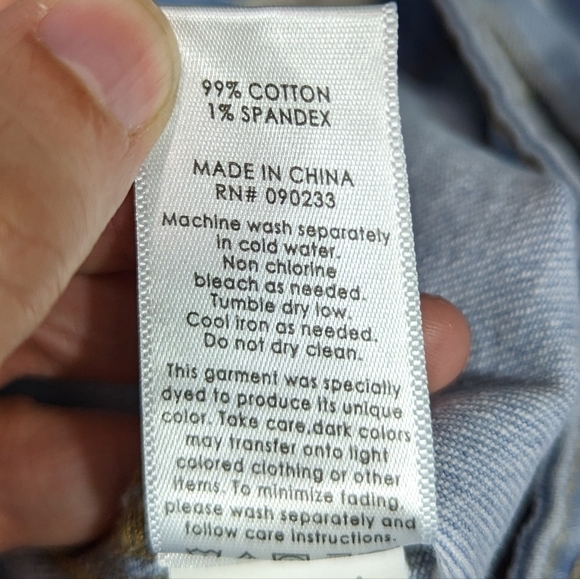 99% COTTON
1% SPANDEX
MADE IN CHINA
RN# 090233
Machine wash separately
in cold water.
Non chlorine
bleach as needed.
Tumble dry low.
Cool iron as needed.
Do not dry clean.
This garment was specially
dyed to produce its unique
color. Take care,dark colors
may transfer onto light
colored clothing or other
items. To minimize fading
please wash separately and
follow care instructions.